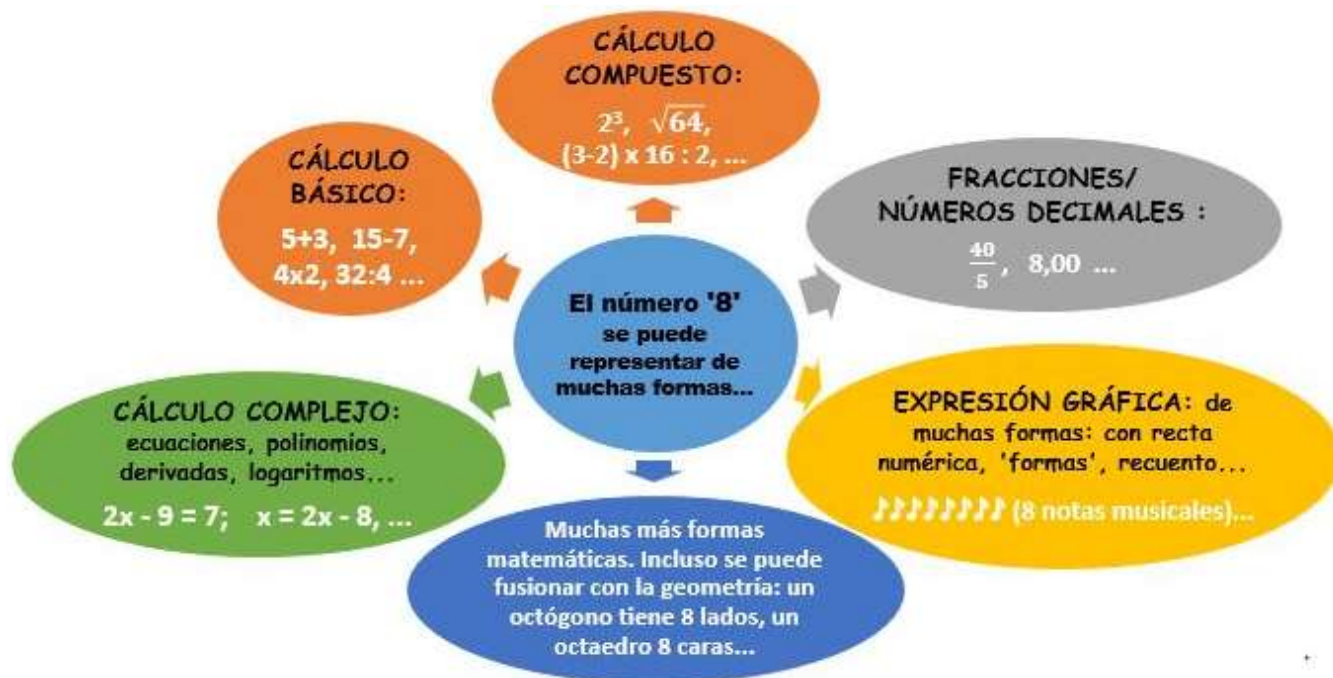 CÁLCULO
COMPUESTO:
2³, √64,
(3-2) x 16 : 2, ...
CÁLCULO
BÁSICO:
5+3, 15-7,
4x2, 32:4 ...
FRACCIONES/
NÚMEROS DECIMALES :
40/5 , 8,00 ...
El número '8'
se puede
representar de
muchas formas...
CÁLCULO COMPLEJO:
ecuaciones, polinomios,
derivadas, logaritmos...
2x - 9 = 7; x = 2x - 8, ...
EXPRESIÓN GRÁFICA: de
muchas formas: con recta
numérica, 'formas', recuento...
♪♪♪♪♪♪♪♪ (8 notas musicales)...
Muchas más formas
matemáticas. Incluso se puede
fusionar con la geometría: un
octógono tiene 8 lados, un
octaedro 8 caras...